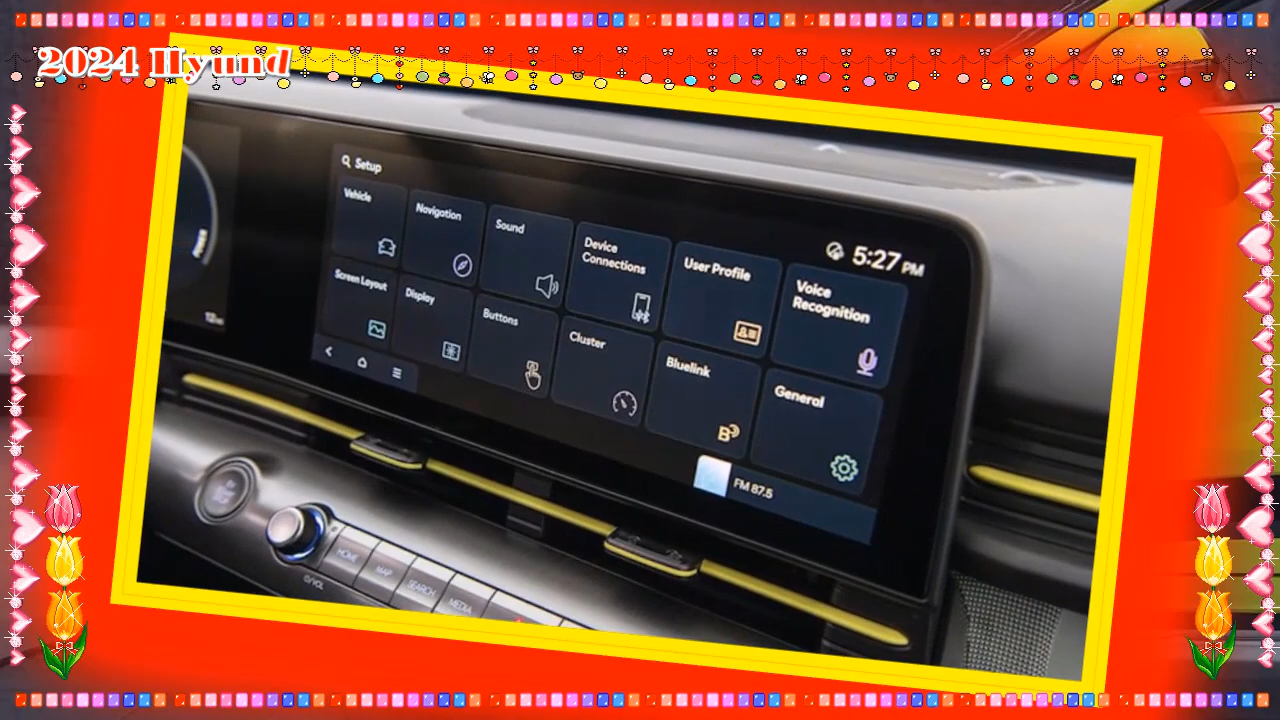 2024 Hyund
Setup
5:27 PM
Vehicle
Navigation
Sound
Device
Connections
User Profile
Voice
Recognition
Screen Layout
Display
Buttons
Cluster
Bluelink
General
B
FM 87.5
HOME
MAP
SEARCH
MEDIA
⏻/VOL